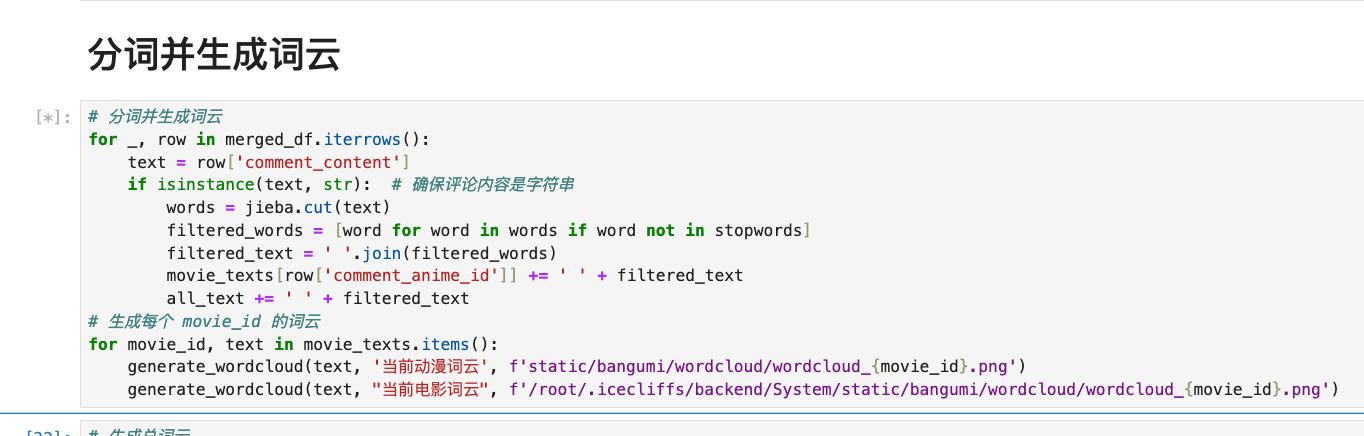 分词并生成词云
[*]:
# 分词并生成词云
for _, row in merged_df.iterrows():
    text = row['comment_content']
    if isinstance(text, str):  # 确保评论内容是字符串
        words = jieba.cut(text)
        filtered_words = [word for word in words if word not in stopwords]
        filtered_text = ' '.join(filtered_words)
        movie_texts[row['comment_anime_id']] += ' ' + filtered_text
        all_text += ' ' + filtered_text
# 生成每个 movie_id 的词云
for movie_id, text in movie_texts.items():
    generate_wordcloud(text, '当前动漫词云', f'static/bangumi/wordcloud/wordcloud_{movie_id}.png')
    generate_wordcloud(text, "当前电影词云", f'/root/.icecliffs/backend/System/static/bangumi/wordcloud/wordcloud_{movie_id}.png')
# 生成总词云